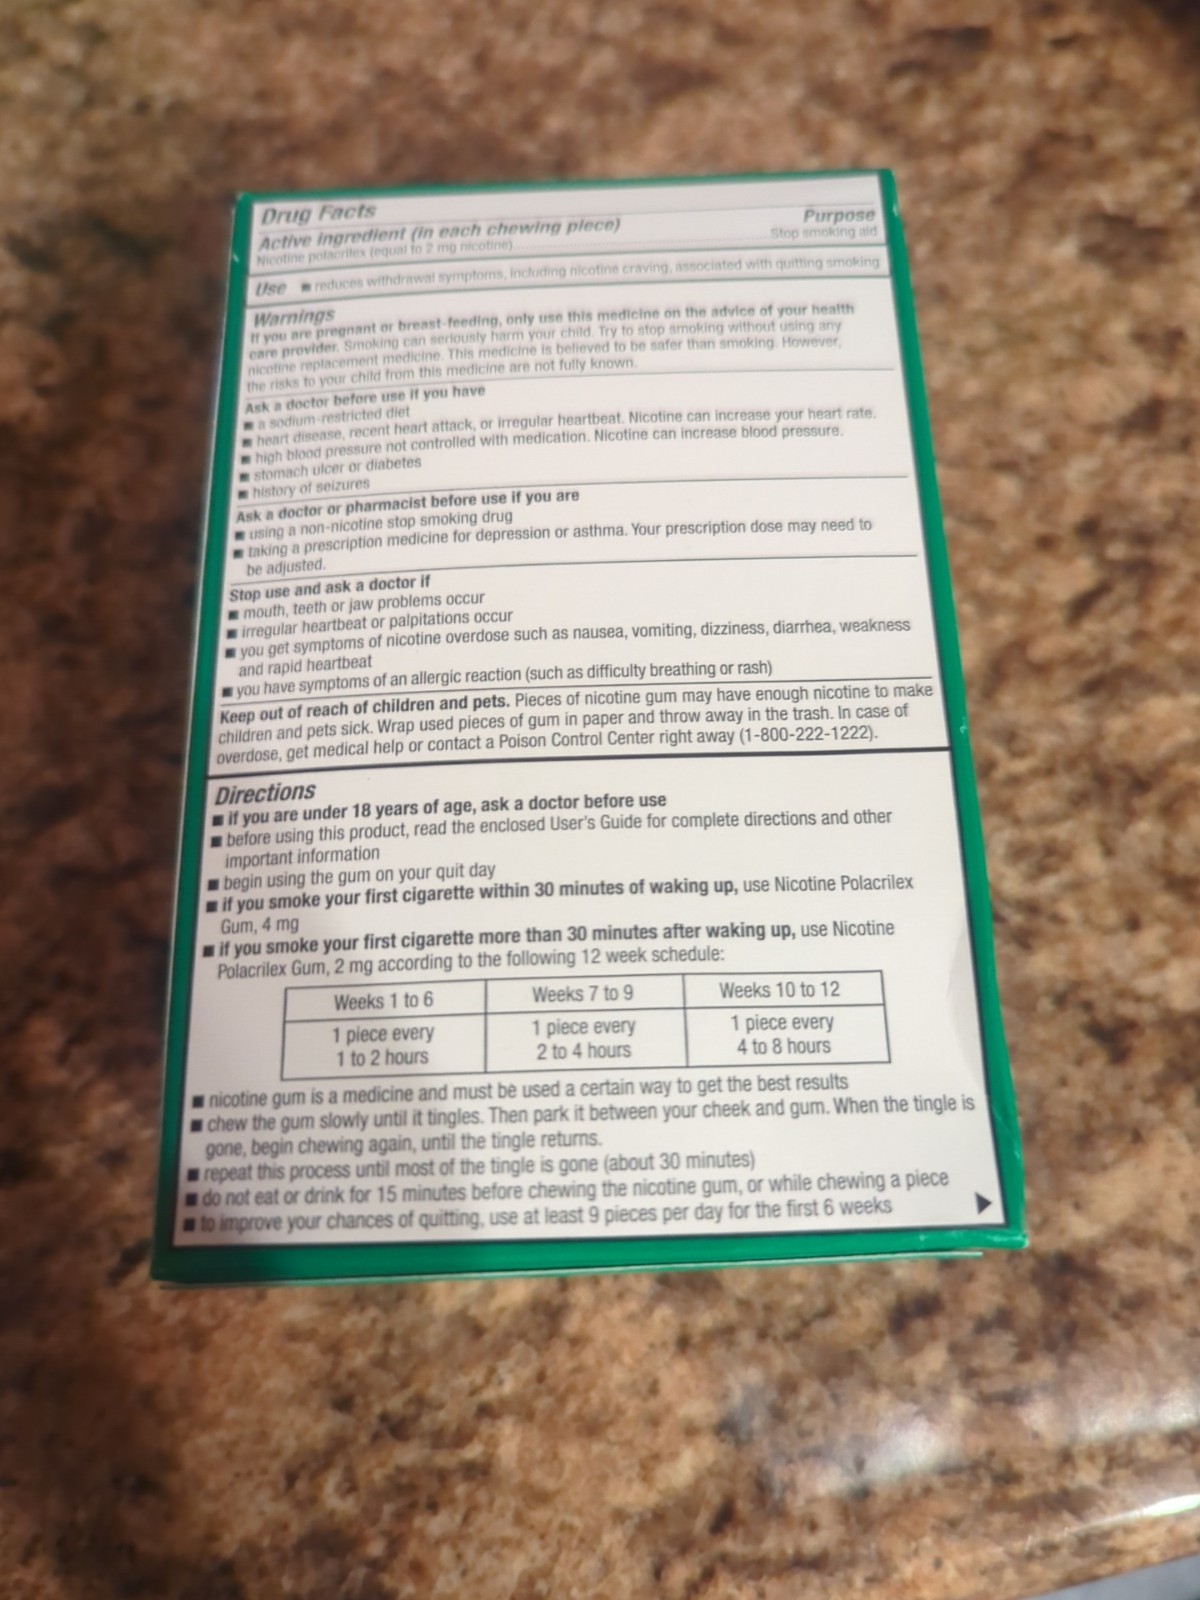 Drug Facts
Active ingredient (in each chewing piece) Purpose
Nicotine polacrilex (equal to 2 mg nicotine) Stop smoking aid
Use ■ reduces withdrawal symptoms, including nicotine craving, associated with quitting smoking
Warnings
If you are pregnant or breast-feeding, only use this medicine on the advice of your health
care provider. Smoking can seriously harm your child. Try to stop smoking without using any
nicotine replacement medicine. This medicine is believed to be safer than smoking. However,
the risks to your child from this medicine are not fully known.
Ask a doctor before use if you have
■ a sodium-restricted diet
■ heart disease, recent heart attack, or irregular heartbeat. Nicotine can increase your heart rate.
■ high blood pressure not controlled with medication. Nicotine can increase blood pressure.
■ stomach ulcer or diabetes
■ history of seizures
Ask a doctor or pharmacist before use if you are
■ using a non-nicotine stop smoking drug
■ taking a prescription medicine for depression or asthma. Your prescription dose may need to
be adjusted.
Stop use and ask a doctor if
■ mouth, teeth or jaw problems occur
■ irregular heartbeat or palpitations occur
■ you get symptoms of nicotine overdose such as nausea, vomiting, dizziness, diarrhea, weakness
and rapid heartbeat
■ you have symptoms of an allergic reaction (such as difficulty breathing or rash)
Keep out of reach of children and pets. Pieces of nicotine gum may have enough nicotine to make
children and pets sick. Wrap used pieces of gum in paper and throw away in the trash. In case of
overdose, get medical help or contact a Poison Control Center right away (1-800-222-1222).
Directions
■ if you are under 18 years of age, ask a doctor before use
■ before using this product, read the enclosed User's Guide for complete directions and other
important information
■ begin using the gum on your quit day
■ if you smoke your first cigarette within 30 minutes of waking up, use Nicotine Polacrilex
Gum, 4 mg
■ if you smoke your first cigarette more than 30 minutes after waking up, use Nicotine
Polacrilex Gum, 2 mg according to the following 12 week schedule:
Weeks 1 to 6 Weeks 7 to 9 Weeks 10 to 12
1 piece every 1 piece every 1 piece every
1 to 2 hours 2 to 4 hours 4 to 8 hours
■ nicotine gum is a medicine and must be used a certain way to get the best results
■ chew the gum slowly until it tingles. Then park it between your cheek and gum. When the tingle is
gone, begin chewing again, until the tingle returns.
■ repeat this process until most of the tingle is gone (about 30 minutes)
■ do not eat or drink for 15 minutes before chewing the nicotine gum, or while chewing a piece
■ to improve your chances of quitting, use at least 9 pieces per day for the first 6 weeks